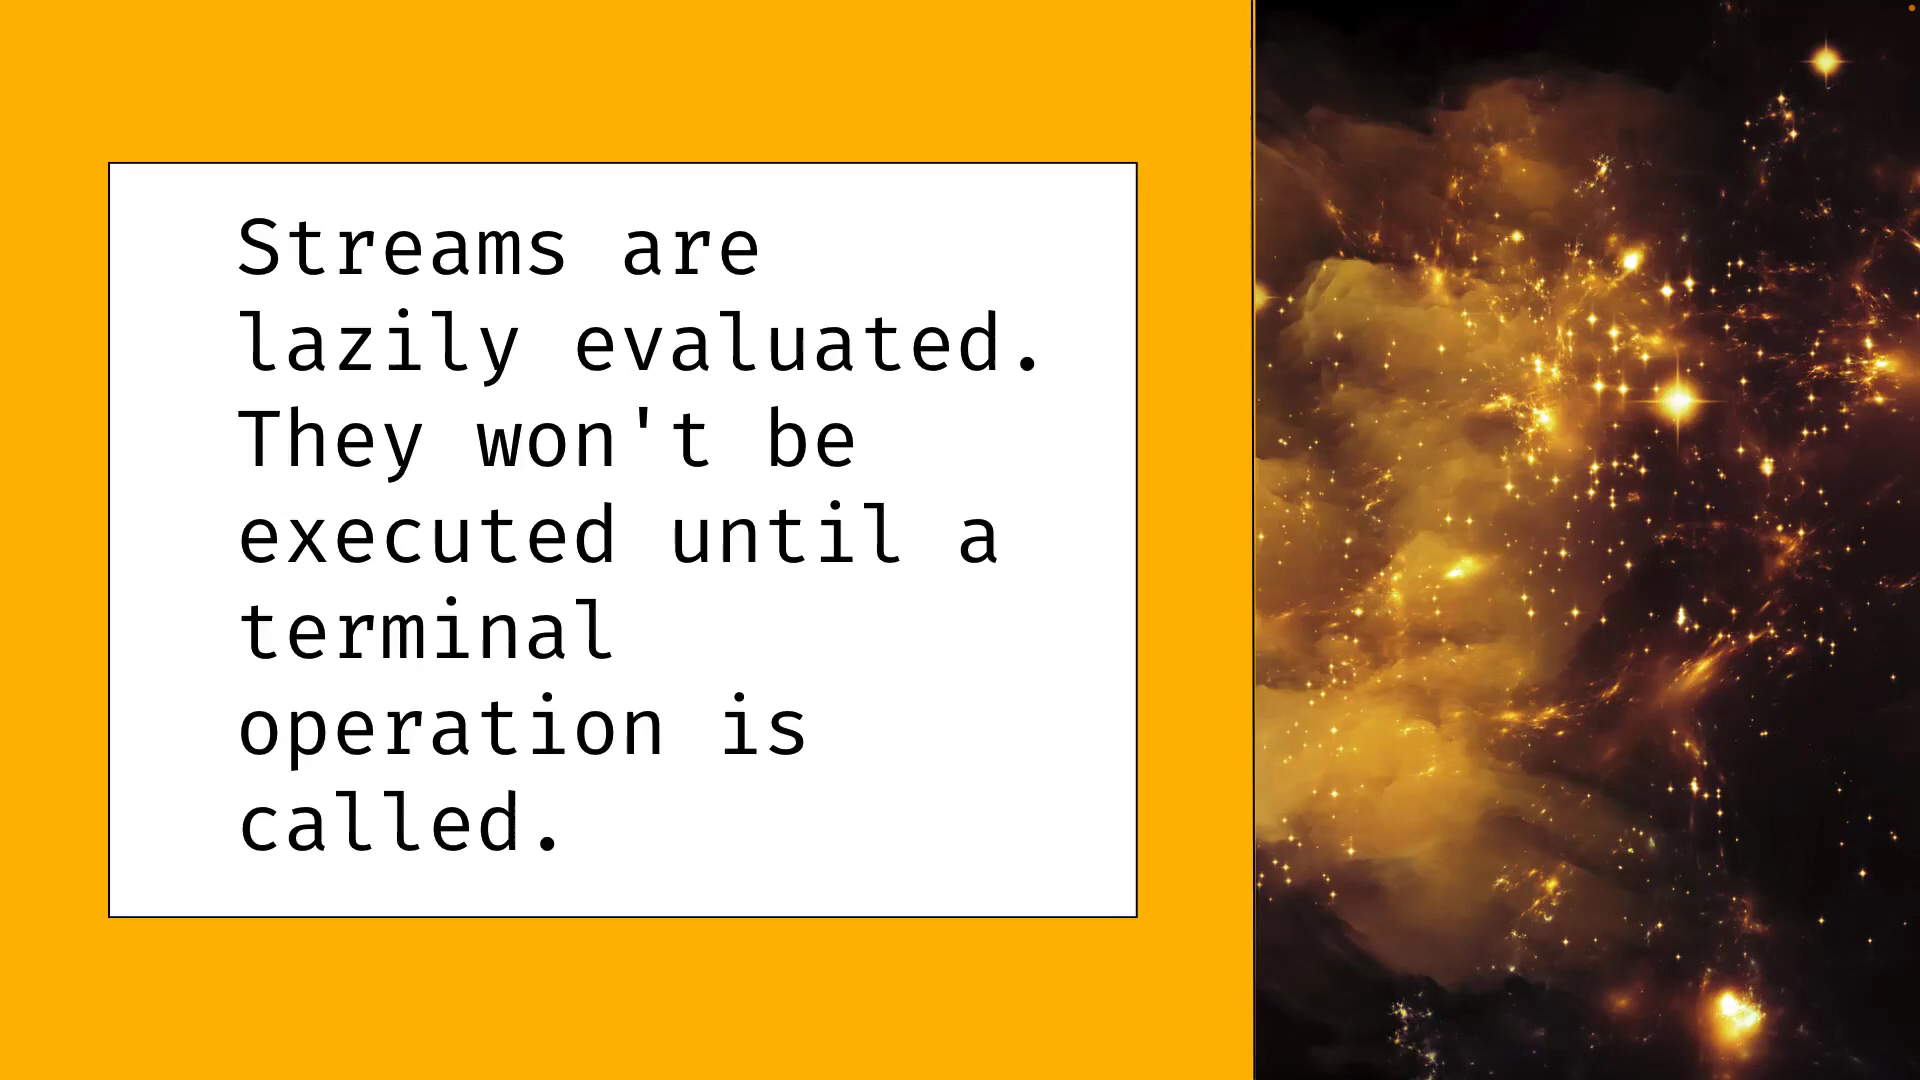 Streams are
lazily evaluated.
They won't be
executed until a
terminal
operation is
called.